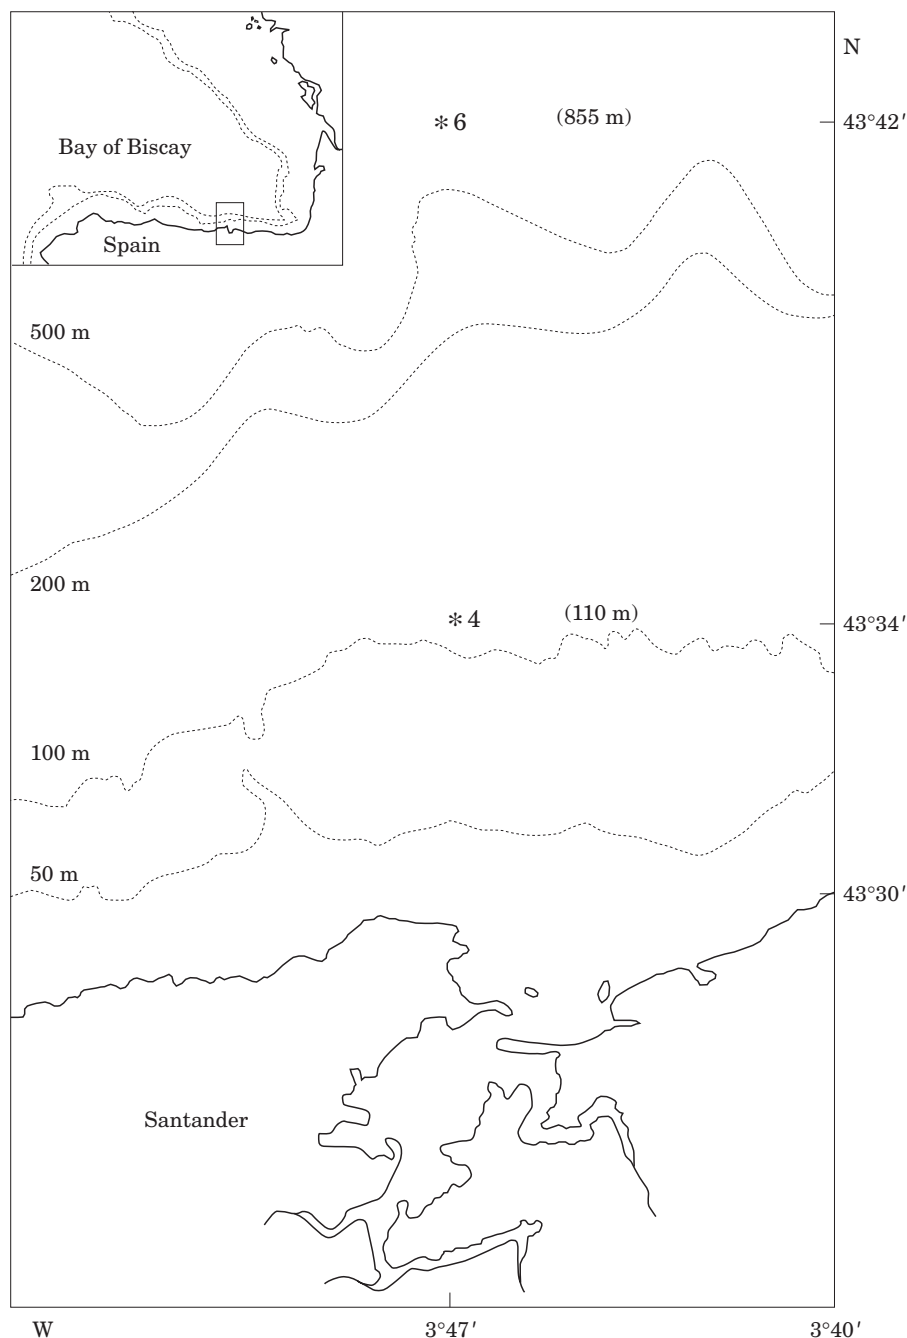 N
* 6
(855 m)
43°42′
Bay of Biscay
Spain
500 m
200 m
* 4
(110 m)
43°34′
100 m
50 m
43°30′
Santander
W
3°47′
3°40′